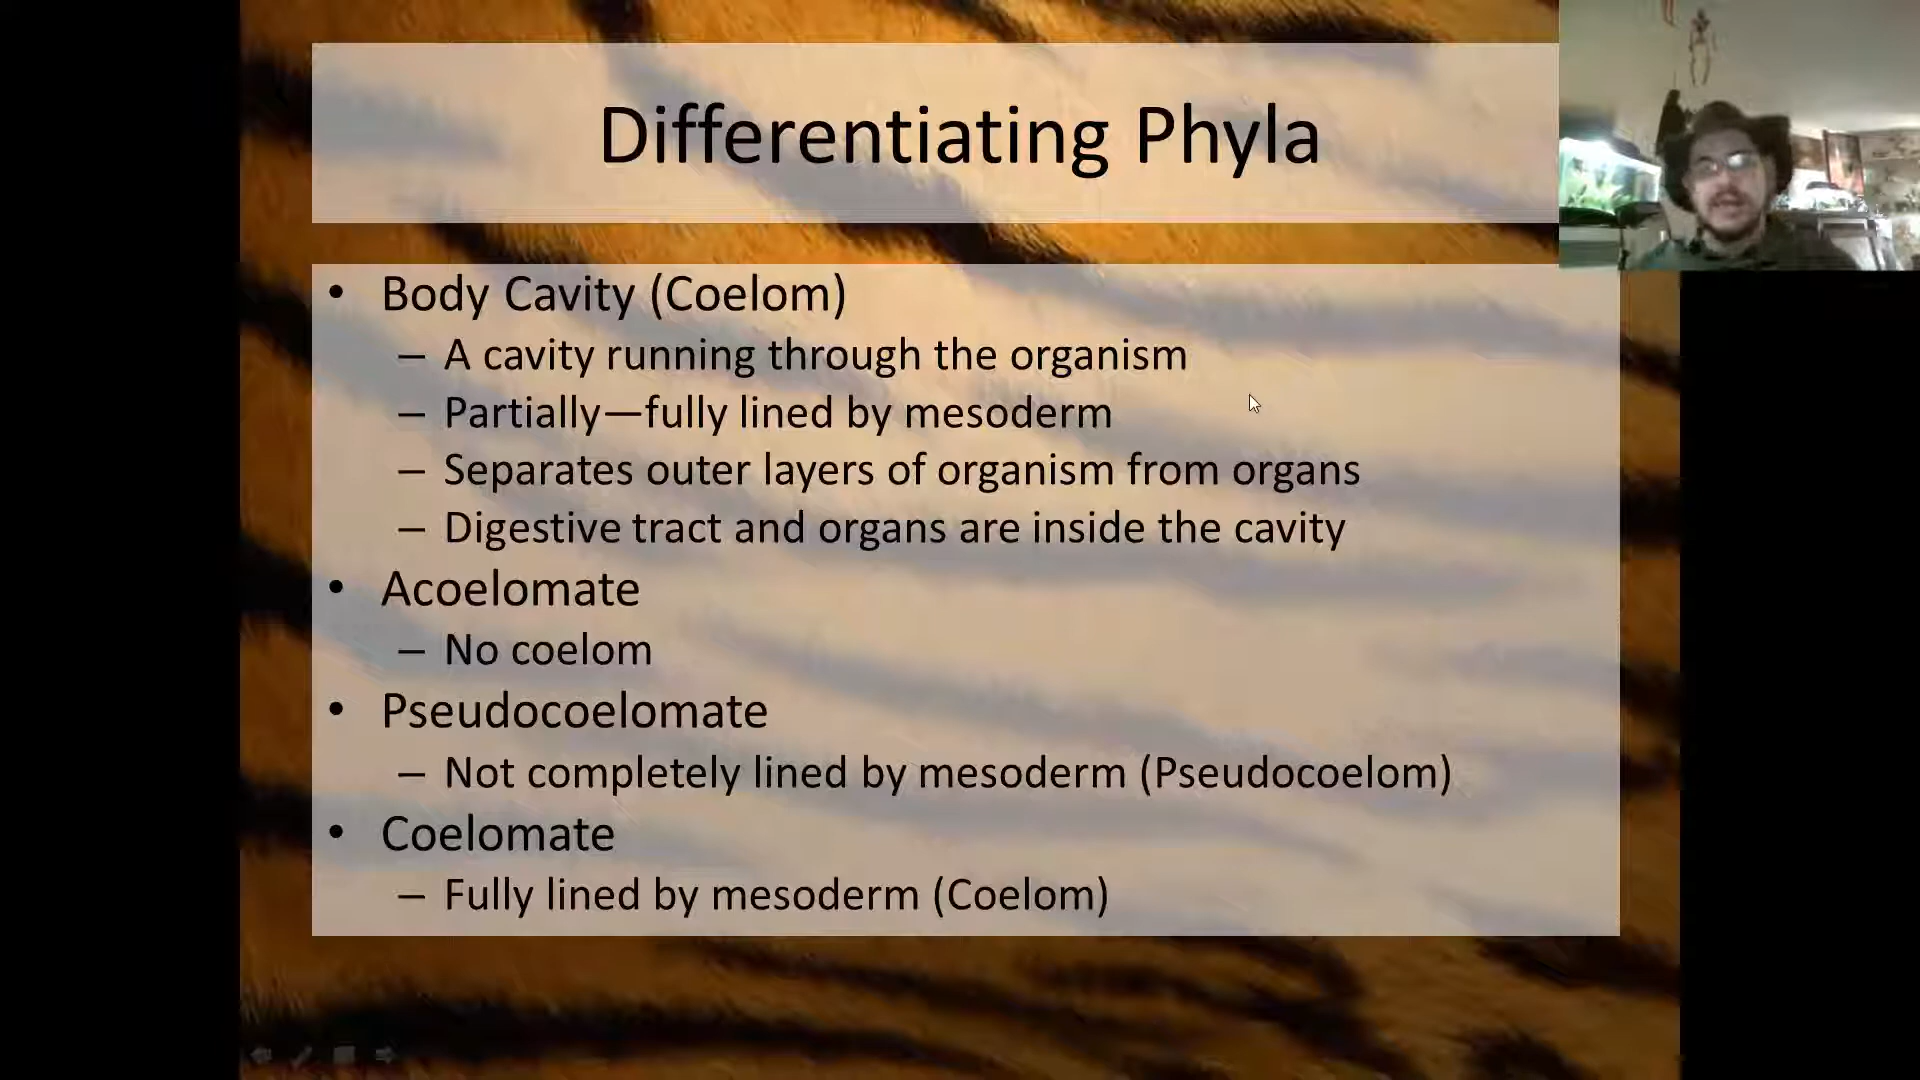 Differentiating Phyla
• Body Cavity (Coelom)
– A cavity running through the organism
– Partially—fully lined by mesoderm
– Separates outer layers of organism from organs
– Digestive tract and organs are inside the cavity
• Acoelomate
– No coelom
• Pseudocoelomate
– Not completely lined by mesoderm (Pseudocoelom)
• Coelomate
– Fully lined by mesoderm (Coelom)